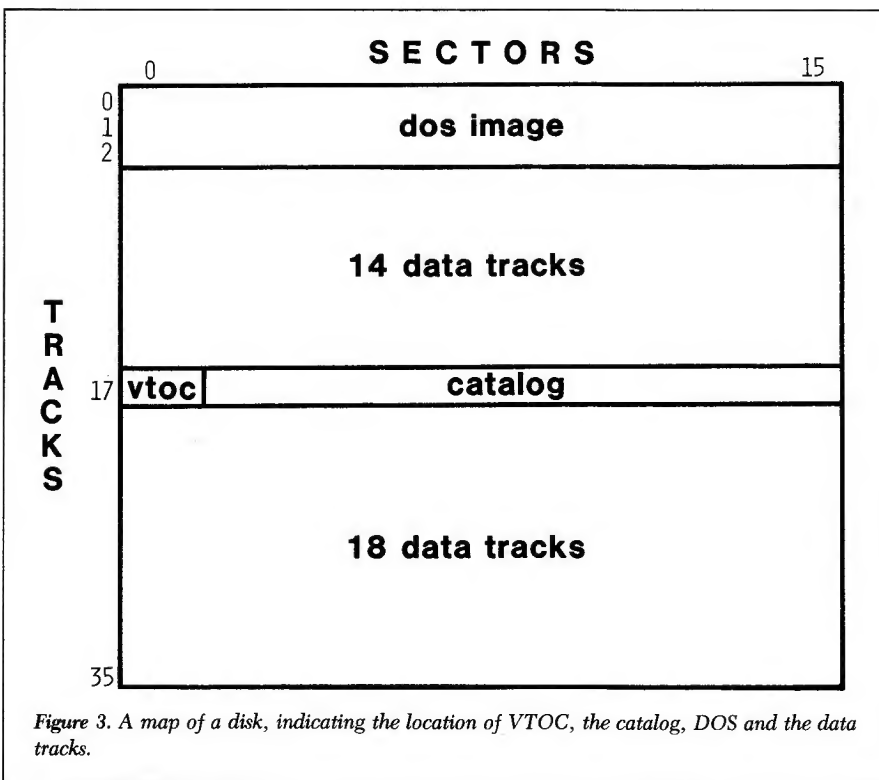 SECTORS
0 15
0
1
2
dos image
14 data tracks
TRACKS
17
vtoc catalog
18 data tracks
35
Figure 3. A map of a disk, indicating the location of VTOC, the catalog, DOS and the data
tracks.